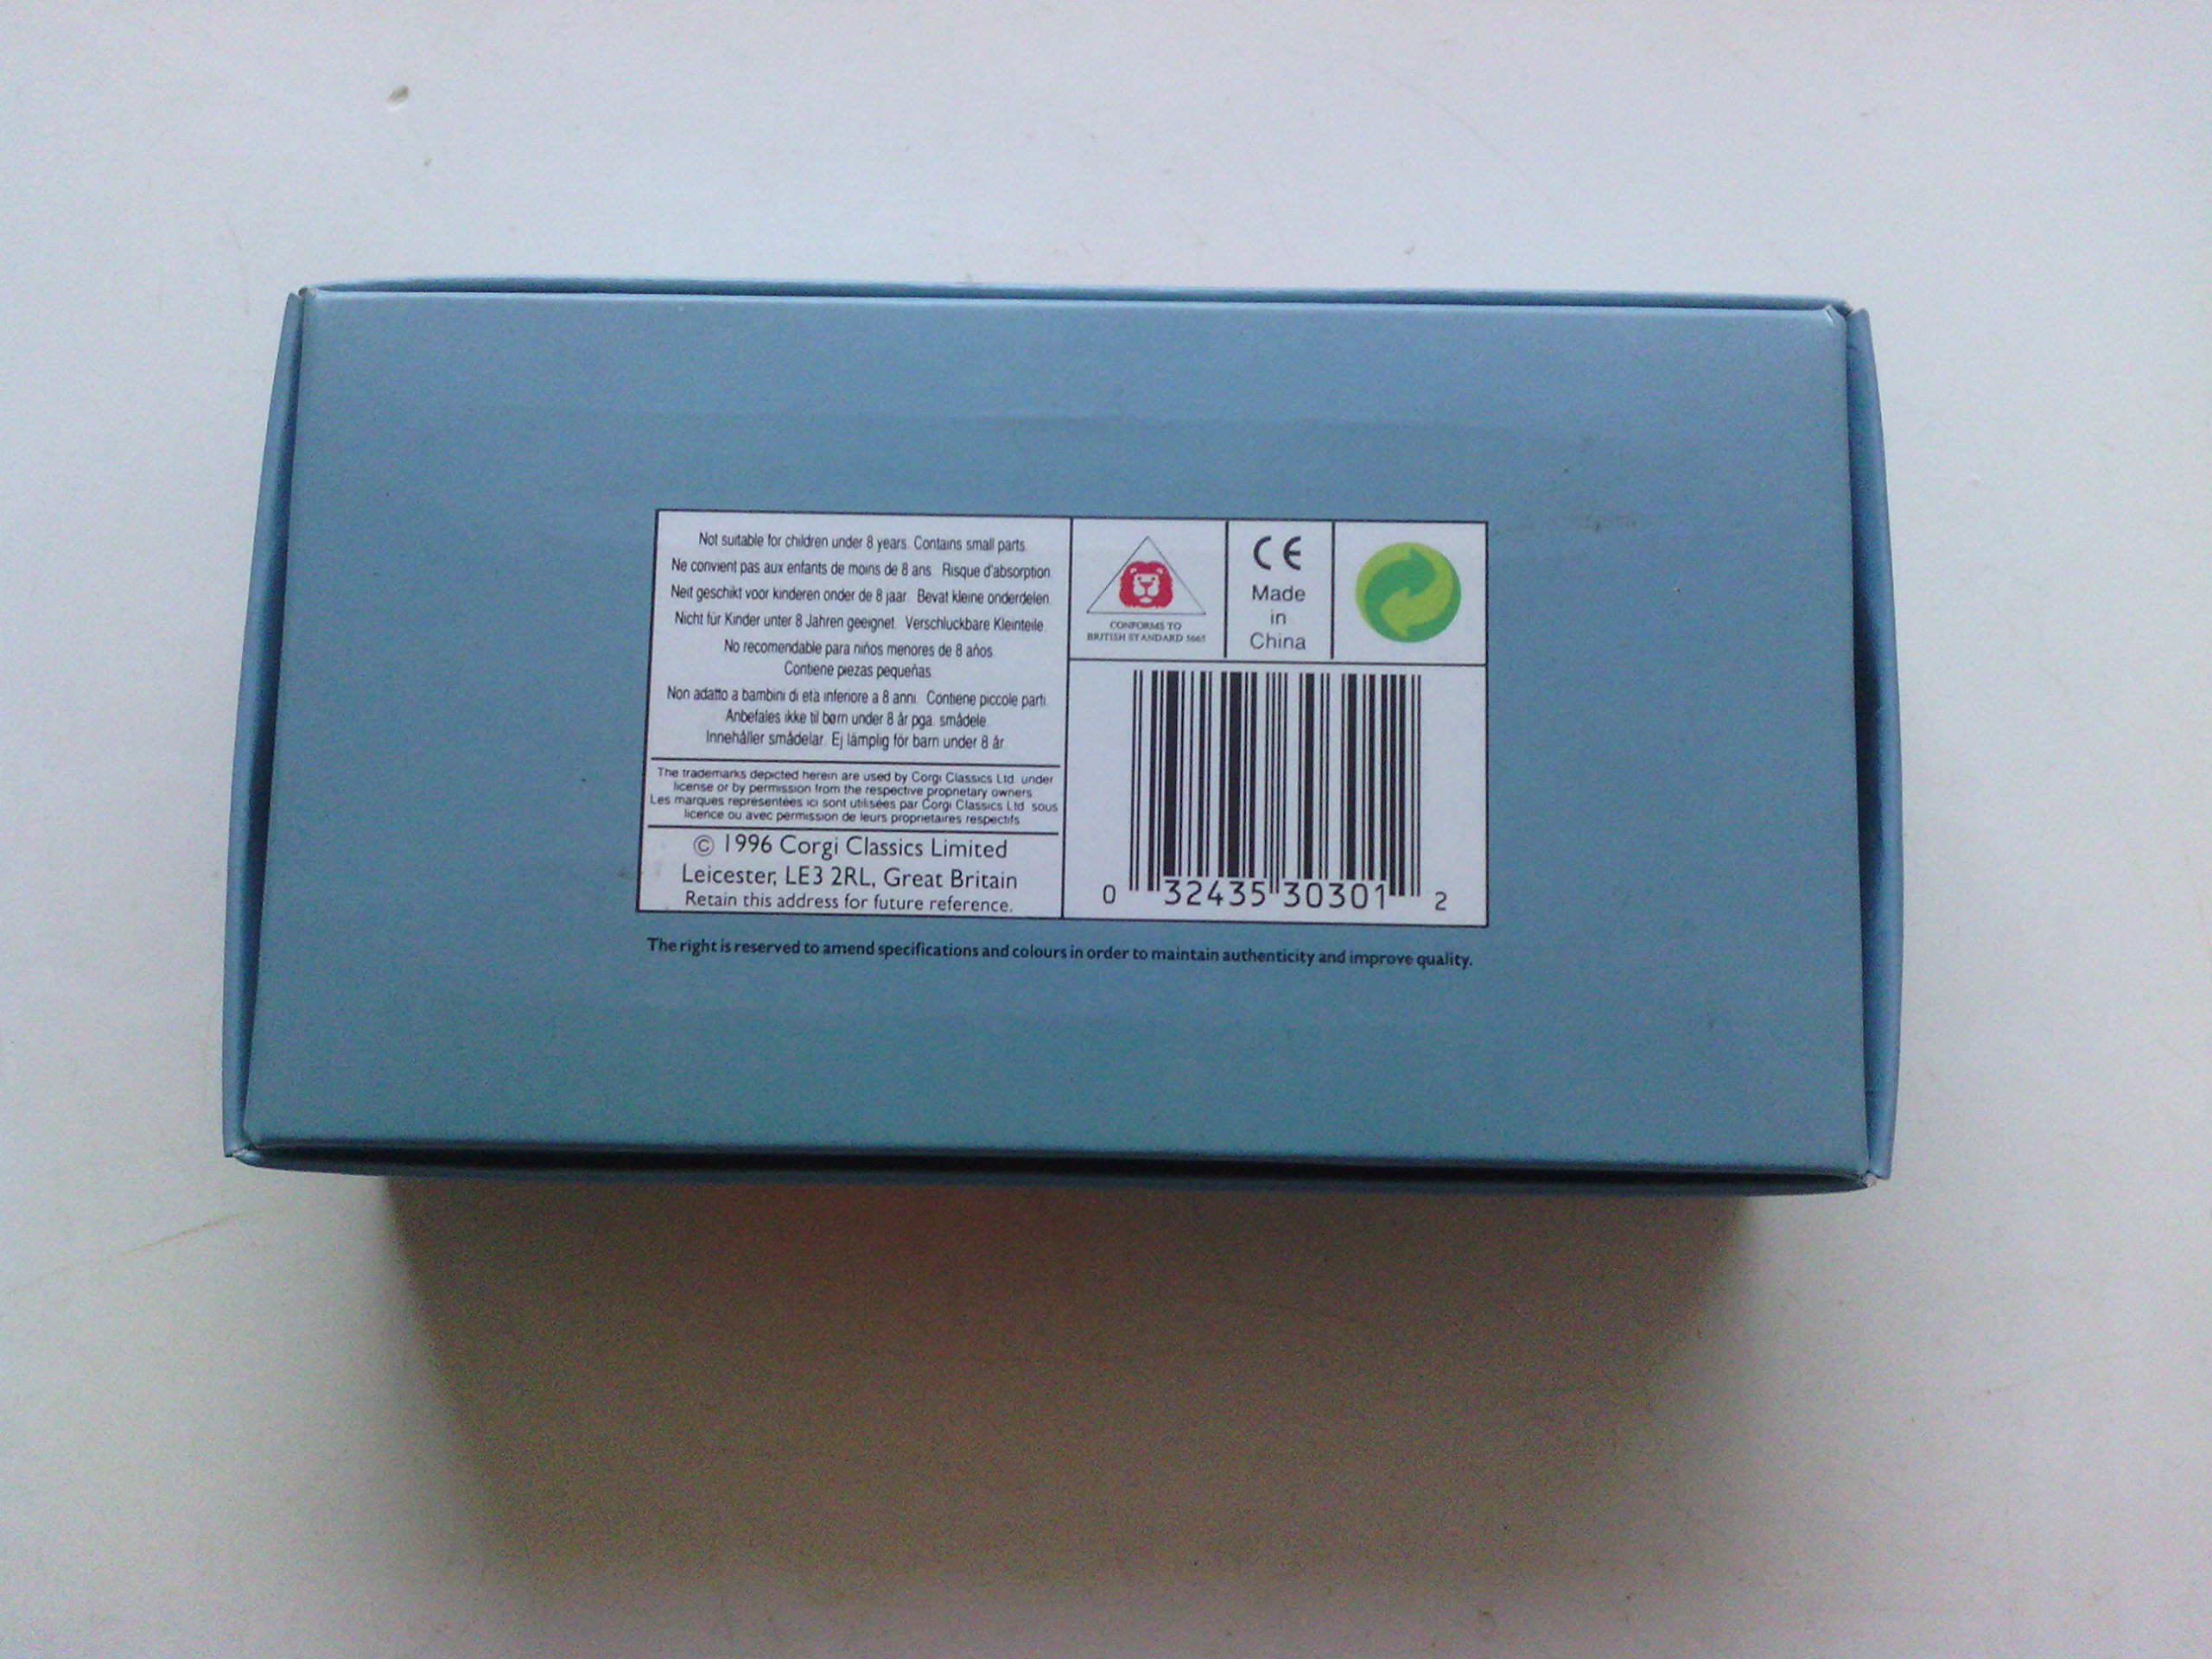 Not suitable for children under 8 years. Contains small parts.
Ne convient pas aux enfants de moins de 8 ans. Risque d'absorption.
Neit geschikt voor kinderen onder de 8 jaar. Bevat kleine onderdelen.
Nicht für Kinder unter 8 Jahren geeignet. Verschluckbare Kleinteile.
No recomendable para niños menores de 8 años.
Contiene piezas pequeñas.
Non adatto a bambini di età inferiore a 8 anni. Contiene piccole parti.
Anbefales ikke til børn under 8 år pga. smådele.
Innehåller smådelar. Ej lämplig för barn under 8 år.
The trademarks depicted herein are used by Corgi Classics Ltd. under
license or by permission from the respective proprietary owners.
Les marques représentées ici sont utilisées par Corgi Classics Ltd. sous
licence ou avec permission de leurs propriétaires respectifs.
© 1996 Corgi Classics Limited
Leicester, LE3 2RL, Great Britain
Retain this address for future reference.
CONFORMS TO
BRITISH STANDARD 5665
CE
Made
in
China
0 32435 30301 2
The right is reserved to amend specifications and colours in order to maintain authenticity and improve quality.